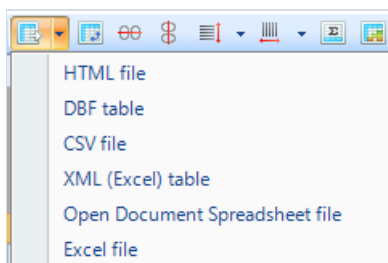 HTML file
DBF table
CSV file
XML (Excel) table
Open Document Spreadsheet file
Excel file